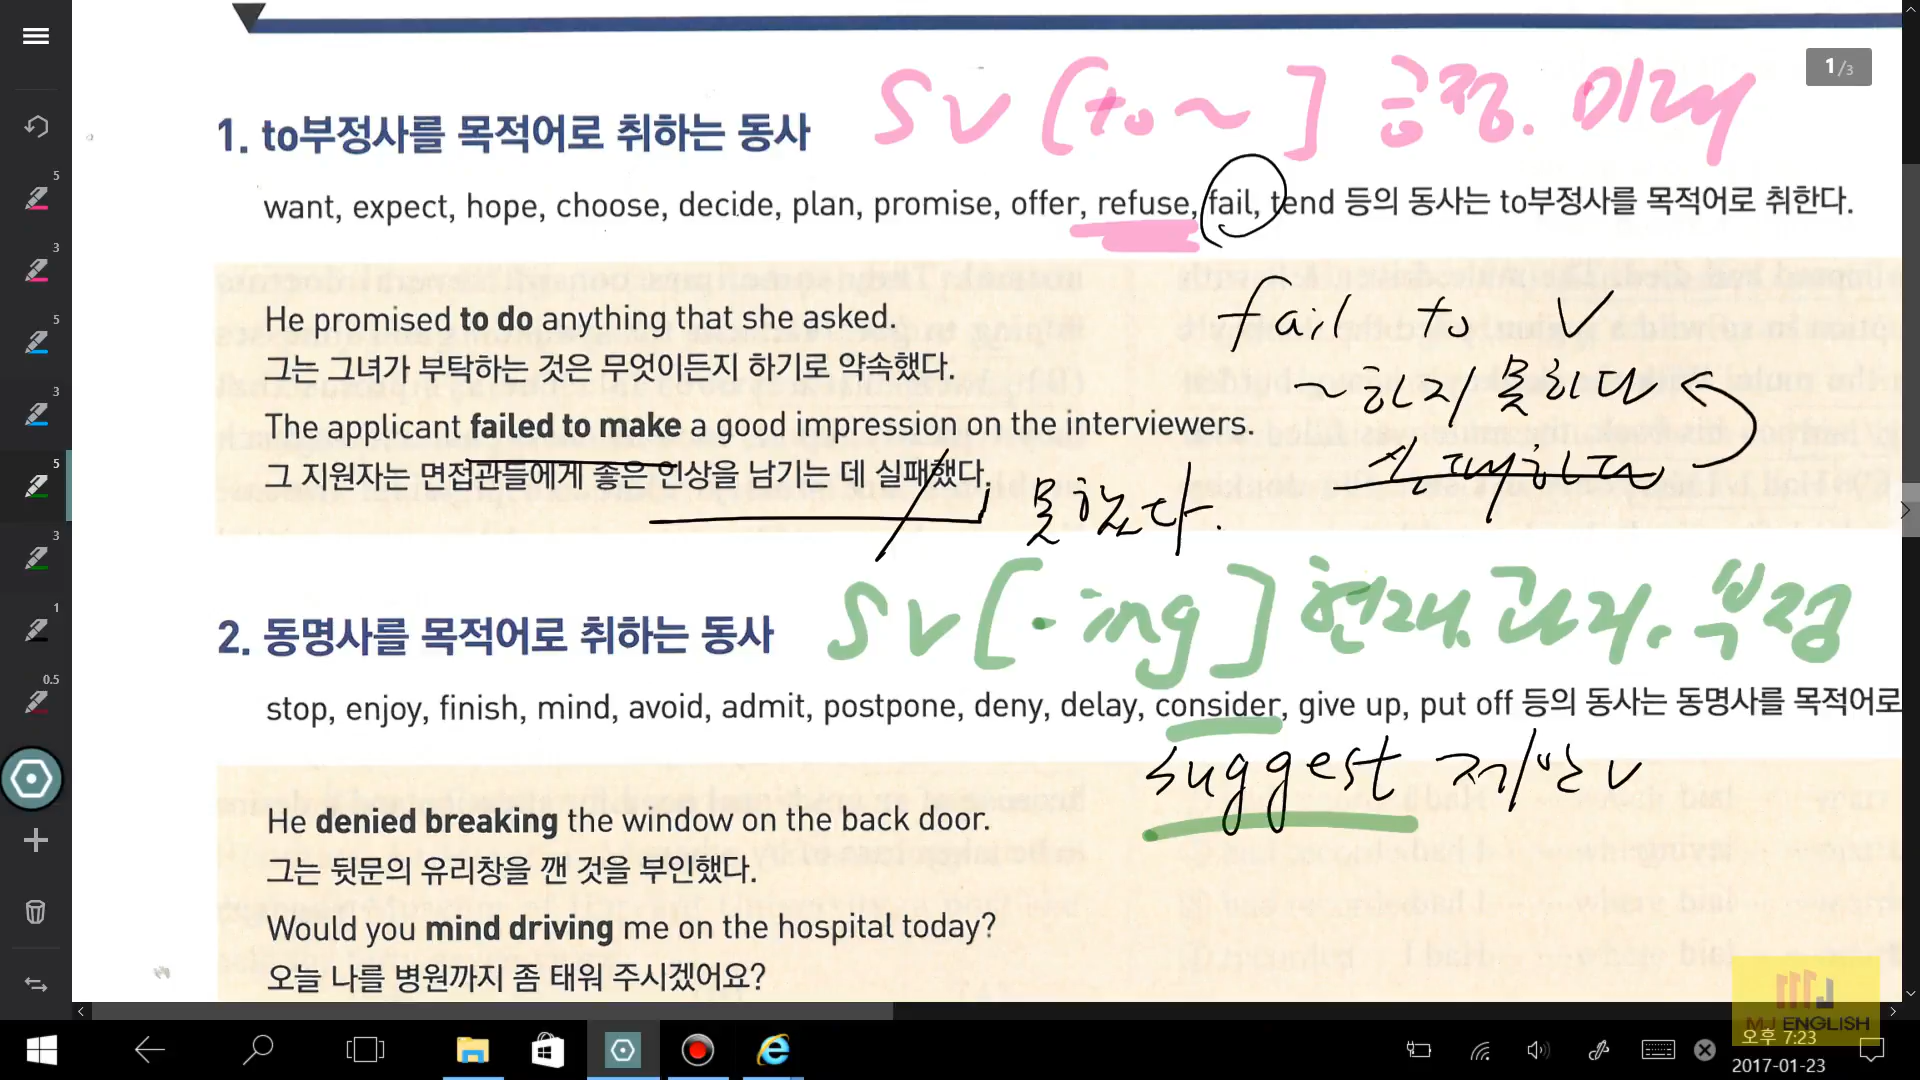 SV [to ~] 긍정. 미래
1/3
1. to부정사를 목적어로 취하는 동사
want, expect, hope, choose, decide, plan, promise, offer, refuse, fail, tend 등의 동사는 to부정사를 목적어로 취한다.
He promised to do anything that she asked.
fail to V
그는 그녀가 부탁하는 것은 무엇이든지 하기로 약속했다.
~하지 못하다
The applicant failed to make a good impression on the interviewers.
실패하다
그 지원자는 면접관들에게 좋은 인상을 남기는 데 실패했다.
못했다.
SV [-ing] 현재. 과거. 부정
2. 동명사를 목적어로 취하는 동사
stop, enjoy, finish, mind, avoid, admit, postpone, deny, delay, consider, give up, put off 등의 동사는 동명사를 목적어로
suggest 제안
He denied breaking the window on the back door.
그는 뒷문의 유리창을 깬 것을 부인했다.
Would you mind driving me on the hospital today?
오늘 나를 병원까지 좀 태워 주시겠어요?
5
3
5
3
5
3
1
0.5
MJ ENGLISH
오후 7:23
2017-01-23